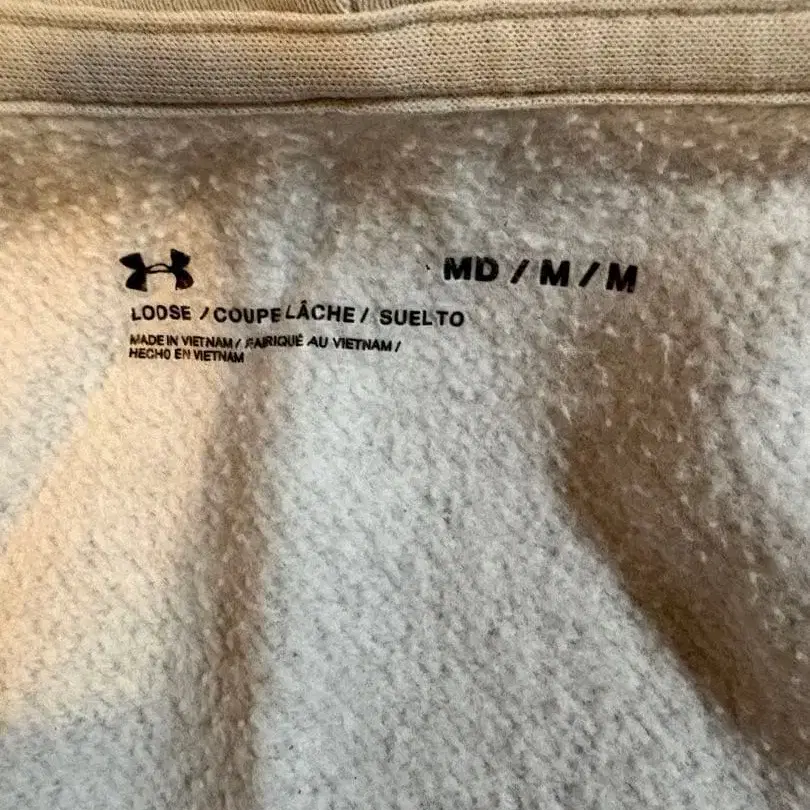 MD / M / M
LOOSE / COUPE LÂCHE / SUELTO
MADE IN VIETNAM / FABRIQUÉ AU VIETNAM /
HECHO EN VIETNAM